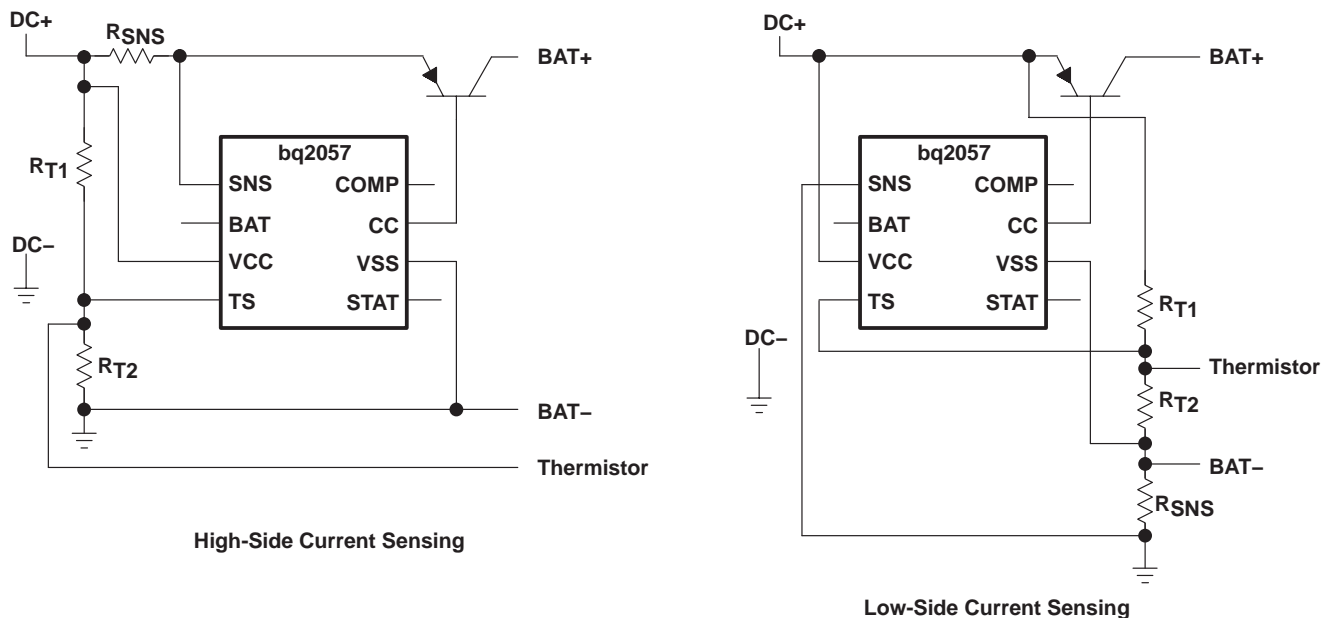 DC+
RSNS
BAT+
bq2057
RT1
SNS
COMP
BAT
CC
DC–
VCC
VSS
TS
STAT
RT2
BAT–
Thermistor
High-Side Current Sensing
DC+
BAT+
bq2057
SNS
COMP
BAT
CC
VCC
VSS
TS
STAT
RT1
DC–
Thermistor
RT2
BAT–
RSNS
Low-Side Current Sensing